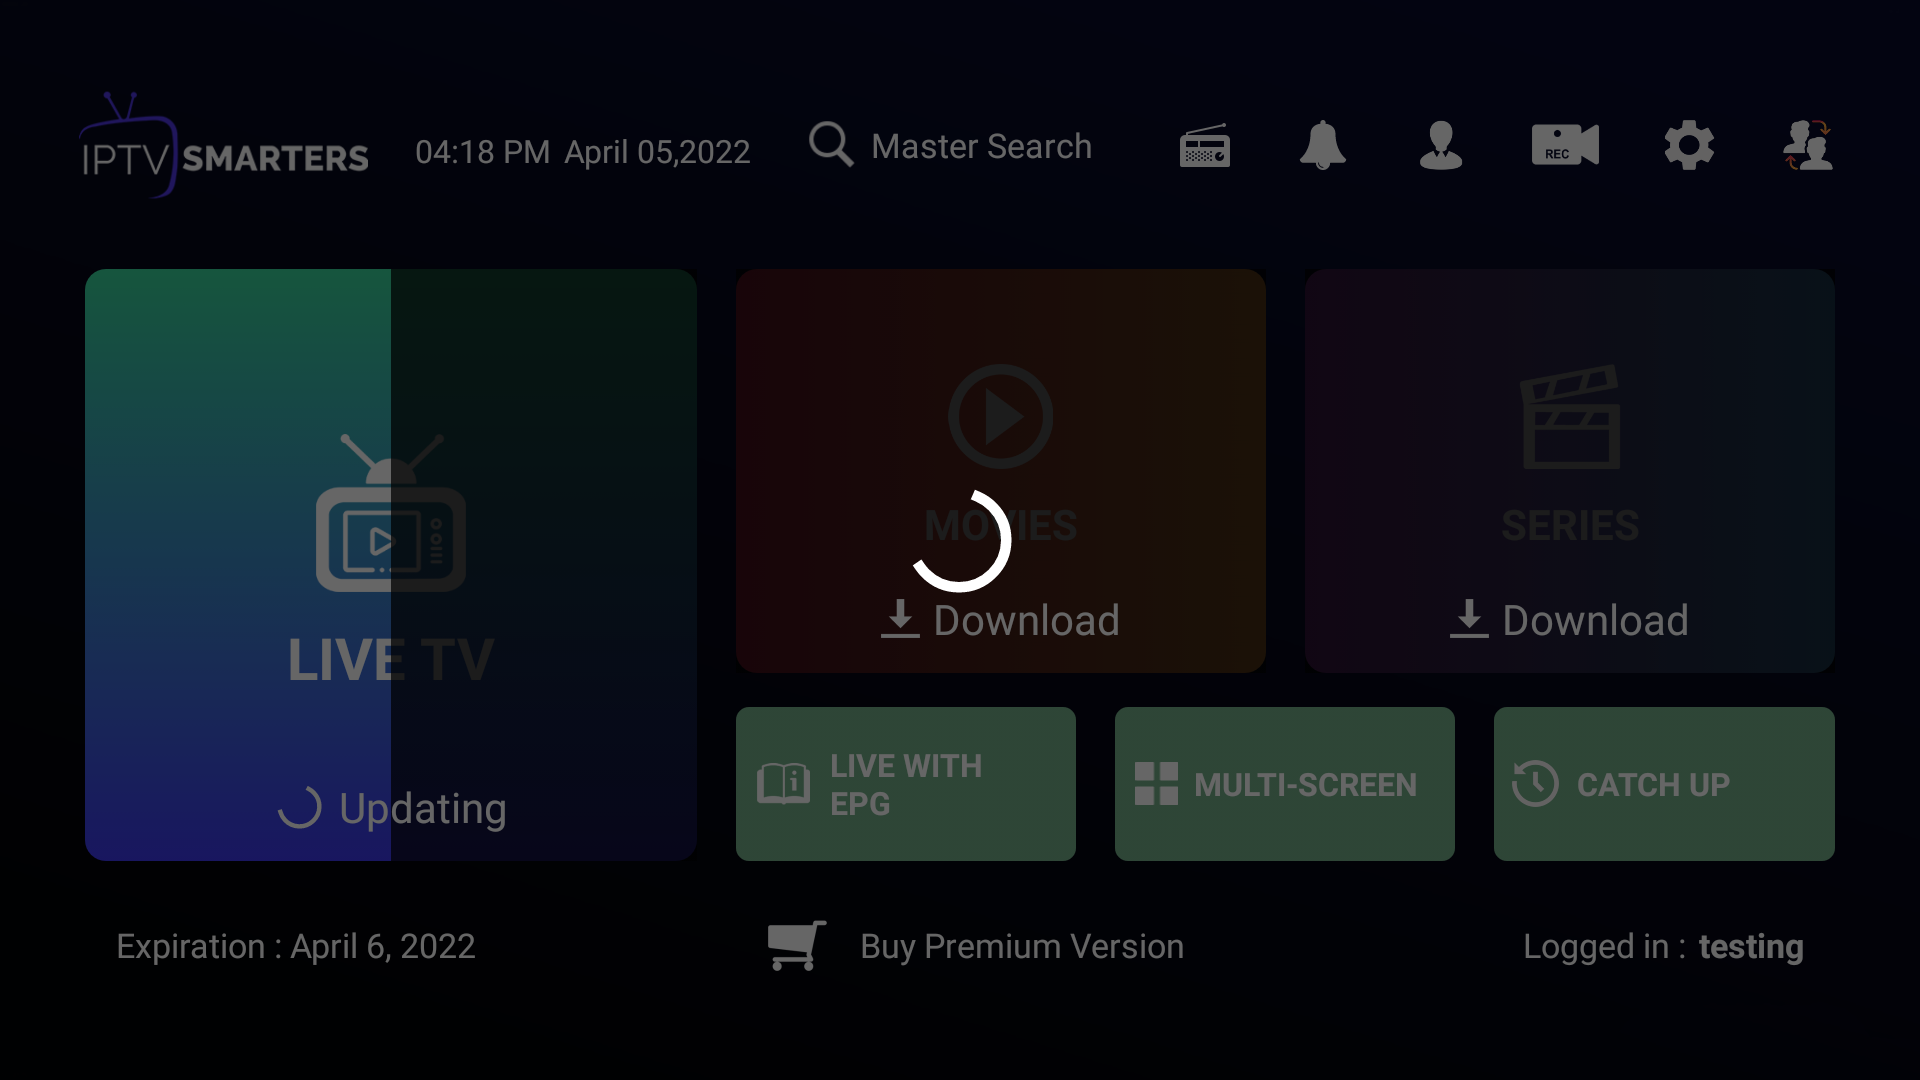 IPTV SMARTERS
04:18 PM April 05,2022
Master Search
REC
LIVE TV
Updating
MOVIES
Download
SERIES
Download
LIVE WITH
EPG
MULTI-SCREEN
CATCH UP
Expiration : April 6, 2022
Buy Premium Version
Logged in : testing